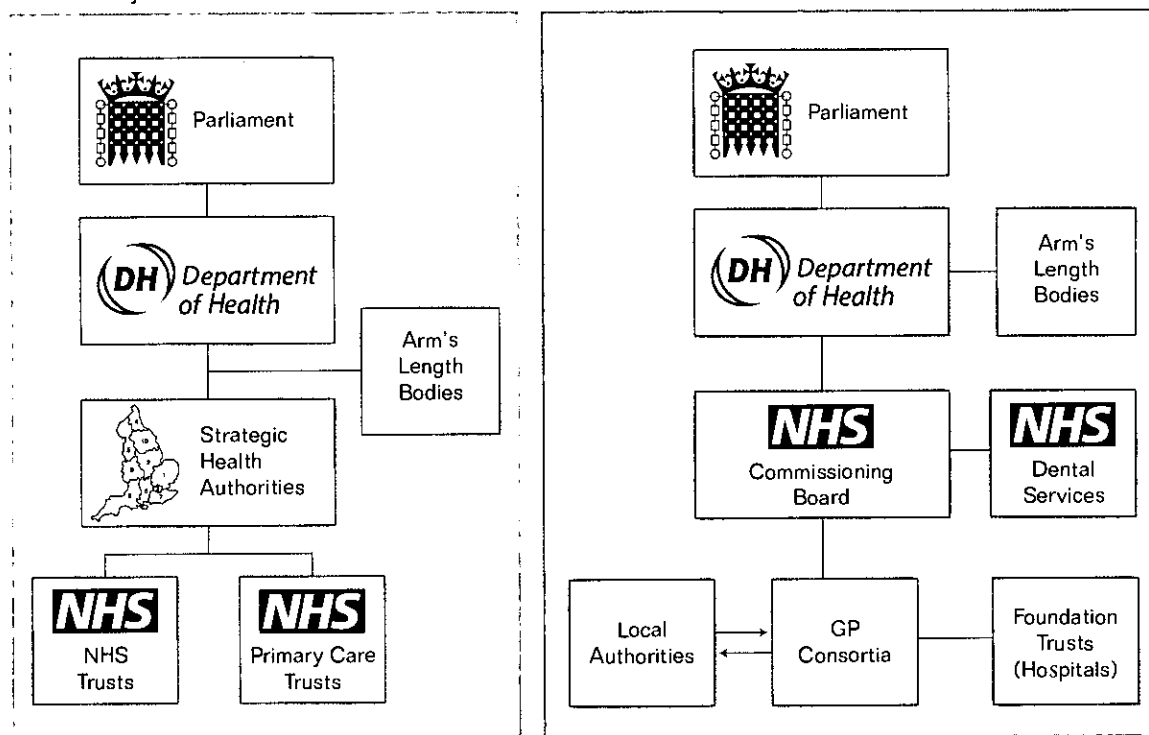 Parliament
DH Department
of Health
Arm's
Length
Bodies
Strategic
Health
Authorities
NHS
NHS
Trusts
NHS
Primary Care
Trusts
Parliament
DH Department
of Health
Arm's
Length
Bodies
NHS
Commissioning
Board
NHS
Dental
Services
Local
Authorities
GP
Consortia
Foundation
Trusts
(Hospitals)